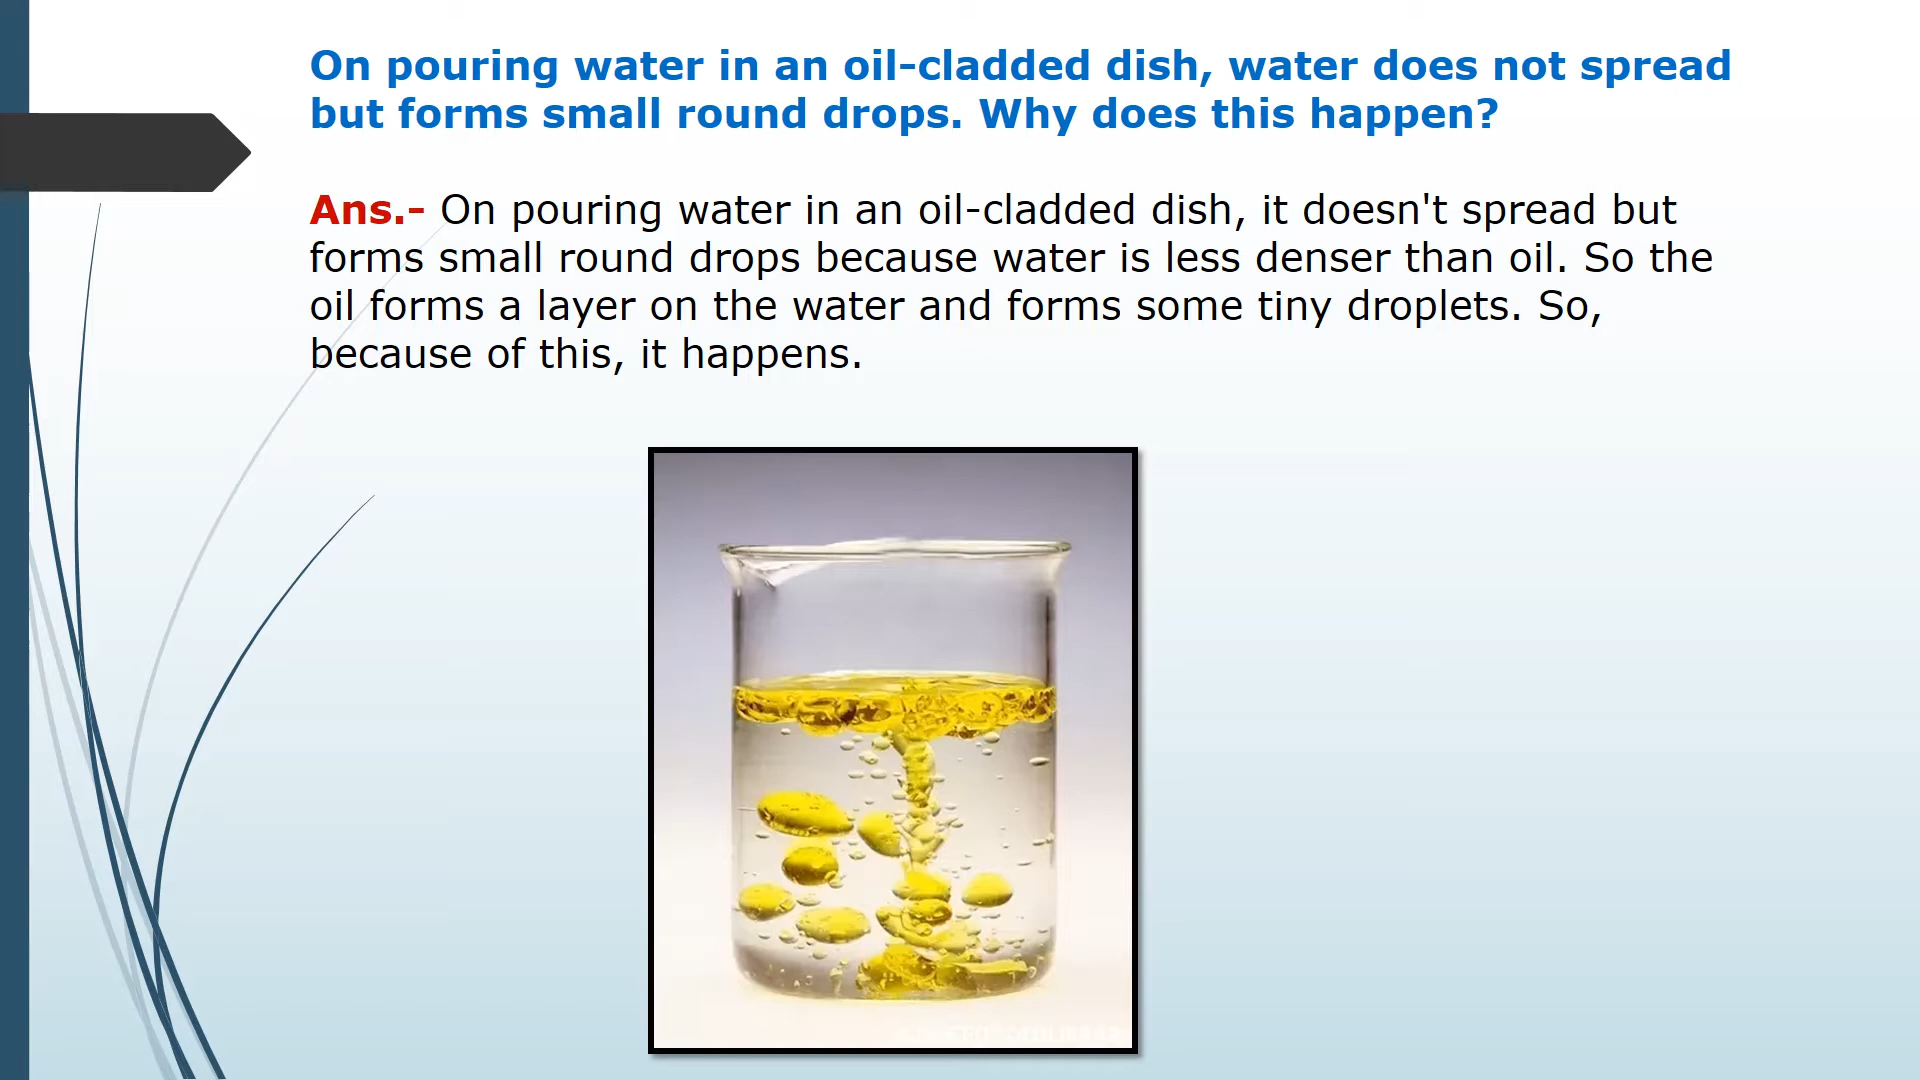 On pouring water in an oil-cladded dish, water does not spread
but forms small round drops. Why does this happen?
Ans.- On pouring water in an oil-cladded dish, it doesn't spread but
forms small round drops because water is less denser than oil. So the
oil forms a layer on the water and forms some tiny droplets. So,
because of this, it happens.